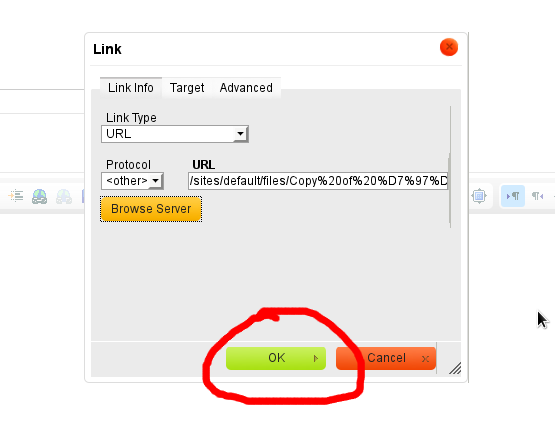 Link
Link Info Target Advanced
Link Type
URL
Protocol URL
<other> /sites/default/files/Copy%20of%20%D7%97%D
Browse Server
OK Cancel